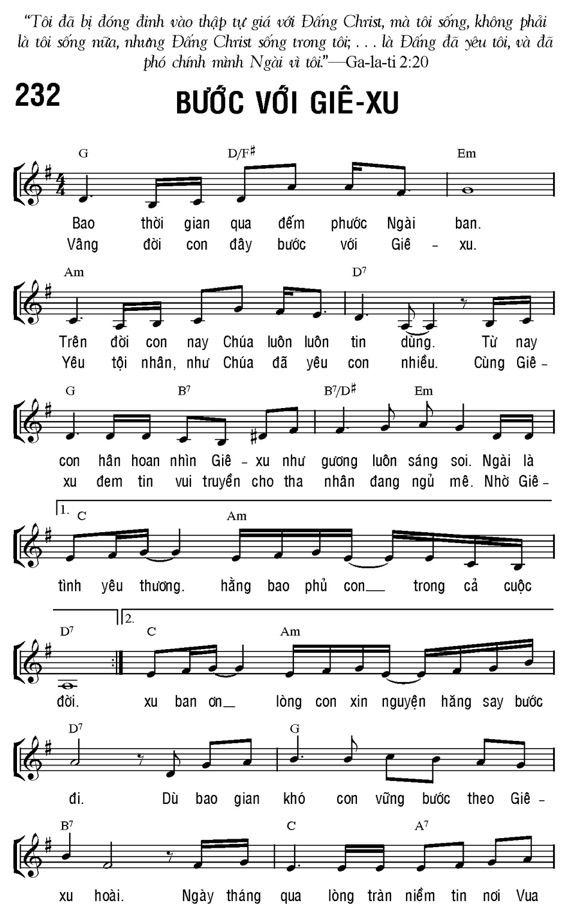 “Tôi đã bị đóng đinh vào thập tự giá với Đấng Christ, mà tôi sống, không phải
là tôi sống nữa, nhưng Đấng Christ sống trong tôi; . . . là Đấng đã yêu tôi, và đã
phó chính mình Ngài vì tôi.”—Ga-la-ti 2:20
232
BƯỚC VỚI GIÊ-XU
G D/F# Em
Bao thời gian qua đếm phước Ngài ban.
Vâng đời con đây bước với Giê - xu.
Am D7
Trên đời con nay Chúa luôn luôn tin dùng. Từ nay
Yêu tội nhân, như Chúa đã yêu con nhiều. Cùng Giê-
G B7 B7/D# Em
con hân hoan nhìn Giê - xu như gương luôn sáng soi. Ngài là
xu đem tin vui truyền cho tha nhân đang ngủ mê. Nhờ Giê-
1.
C Am
tình yêu thương. hằng bao phủ con trong cả cuộc
2.
D7 C Am
đời. xu ban ơn lòng con xin nguyện hăng say bước
D7 G
đi. Dù bao gian khó con vững bước theo Giê -
B7 C A7
xu hoài. Ngày tháng qua lòng tràn niềm tin nơi Vua